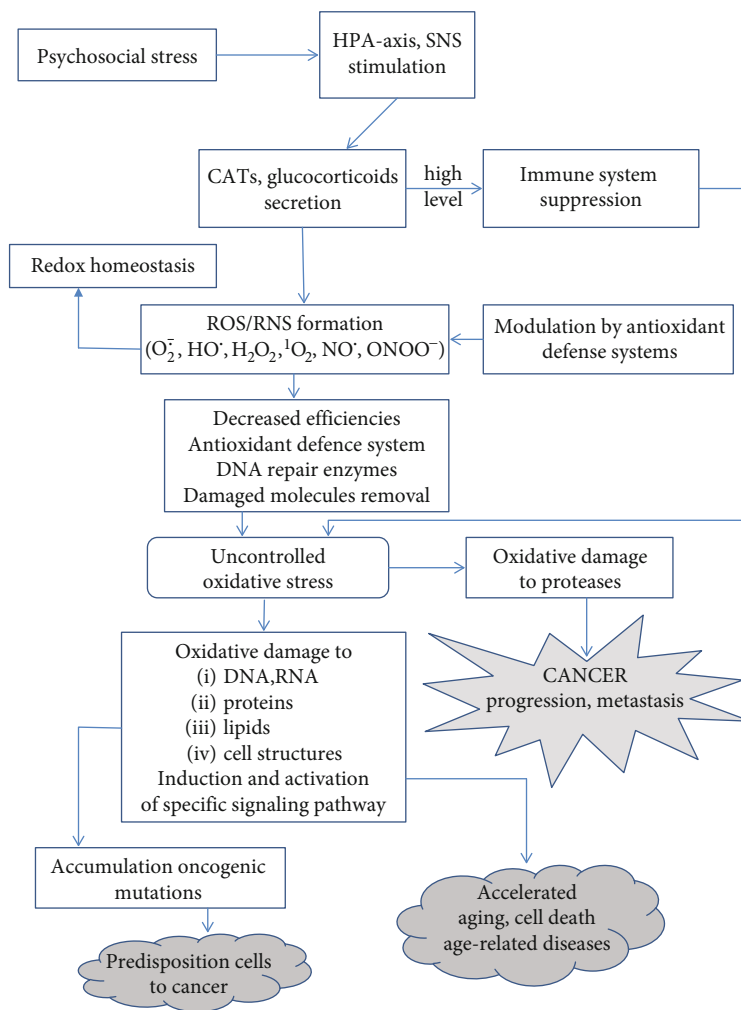 Psychosocial stress
HPA-axis, SNS
stimulation
CATs, glucocorticoids
secretion
high
level
Immune system
suppression
Redox homeostasis
ROS/RNS formation
(O₂⁻, HO˙, H₂O₂, ¹O₂, NO˙, ONOO⁻)
Modulation by antioxidant
defense systems
Decreased efficiencies
Antioxidant defence system
DNA repair enzymes
Damaged molecules removal
Uncontrolled
oxidative stress
Oxidative damage
to proteases
Oxidative damage to
(i) DNA,RNA
(ii) proteins
(iii) lipids
(iv) cell structures
Induction and activation
of specific signaling pathway
CANCER
progression, metastasis
Accumulation oncogenic
mutations
Accelerated
aging, cell death
age-related diseases
Predisposition cells
to cancer